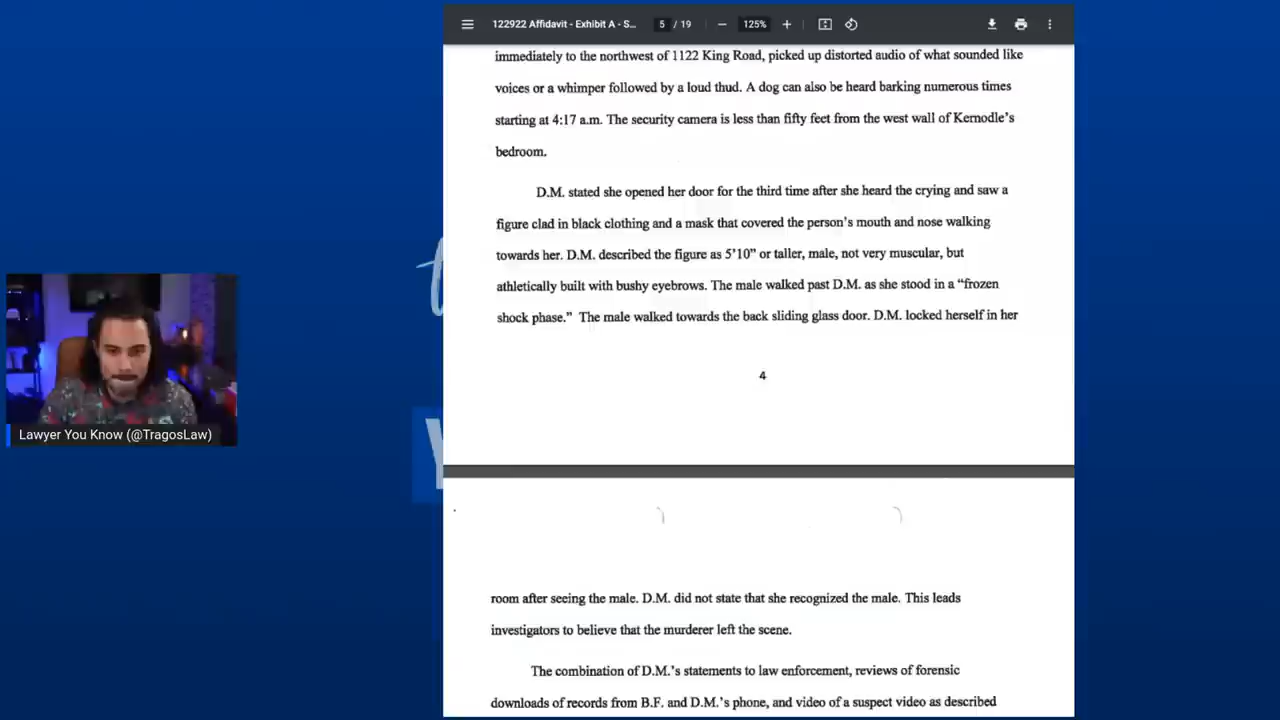 122922 Affidavit - Exhibit A - S... 5 / 19 125%
immediately to the northwest of 1122 King Road, picked up distorted audio of what sounded like
voices or a whimper followed by a loud thud. A dog can also be heard barking numerous times
starting at 4:17 a.m. The security camera is less than fifty feet from the west wall of Kernodle's
bedroom.
D.M. stated she opened her door for the third time after she heard the crying and saw a
figure clad in black clothing and a mask that covered the person's mouth and nose walking
towards her. D.M. described the figure as 5'10" or taller, male, not very muscular, but
athletically built with bushy eyebrows. The male walked past D.M. as she stood in a "frozen
shock phase." The male walked towards the back sliding glass door. D.M. locked herself in her
4
room after seeing the male. D.M. did not state that she recognized the male. This leads
investigators to believe that the murderer left the scene.
The combination of D.M.'s statements to law enforcement, reviews of forensic
downloads of records from B.F. and D.M.'s phone, and video of a suspect video as described
Lawyer You Know (@TragosLaw)